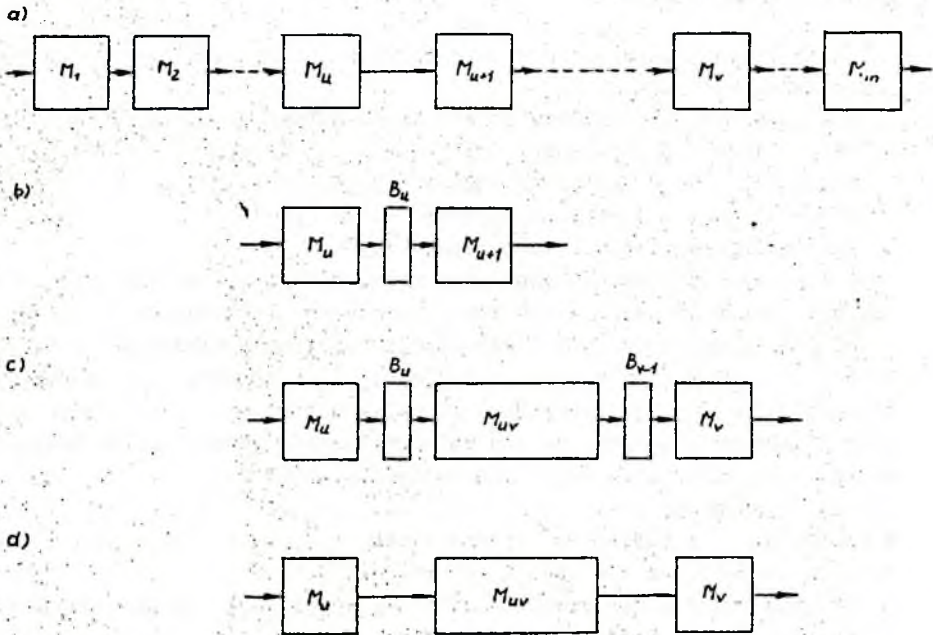 a)
M₁ M₂ Mᵤ Mᵤ₊₁ Mᵥ Mₘ
b)
Bᵤ
Mᵤ Mᵤ₊₁
c)
Bᵤ Bᵥ₋₁
Mᵤ Mᵤᵥ Mᵥ
d)
Mᵤ Mᵤᵥ Mᵥ